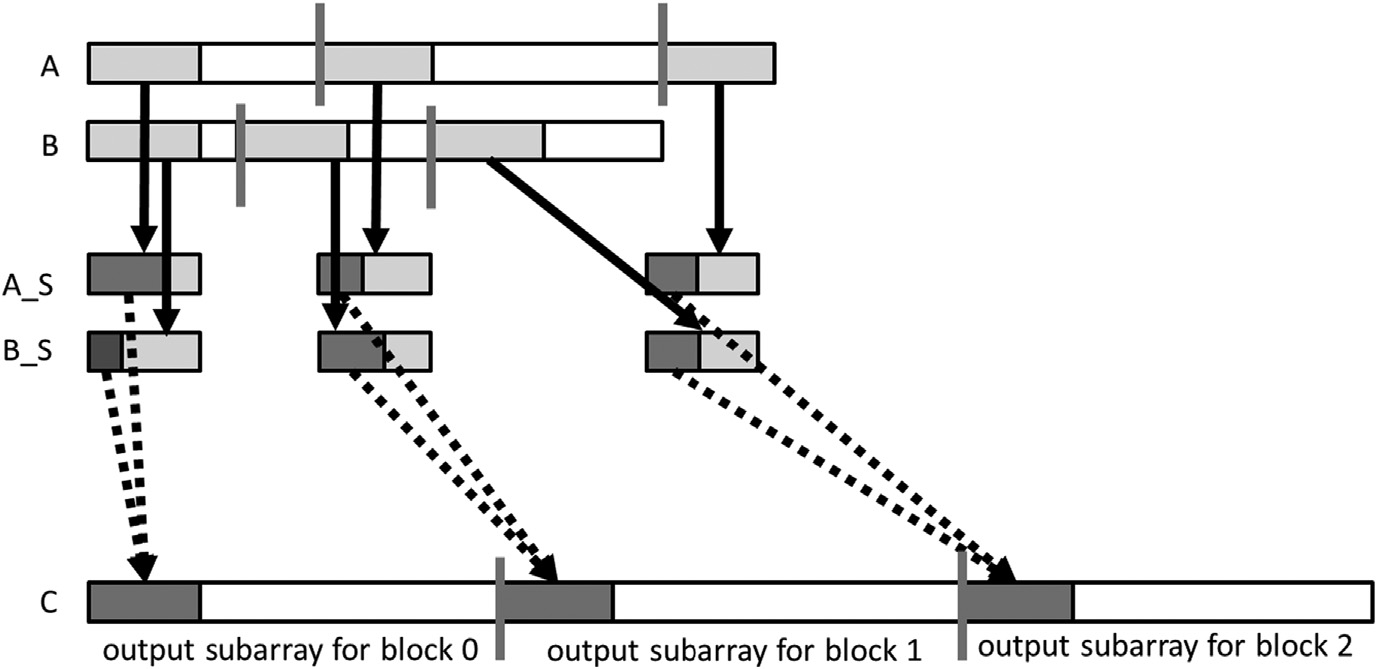 A
B
A_S
B_S
C
output subarray for block 0
output subarray for block 1
output subarray for block 2